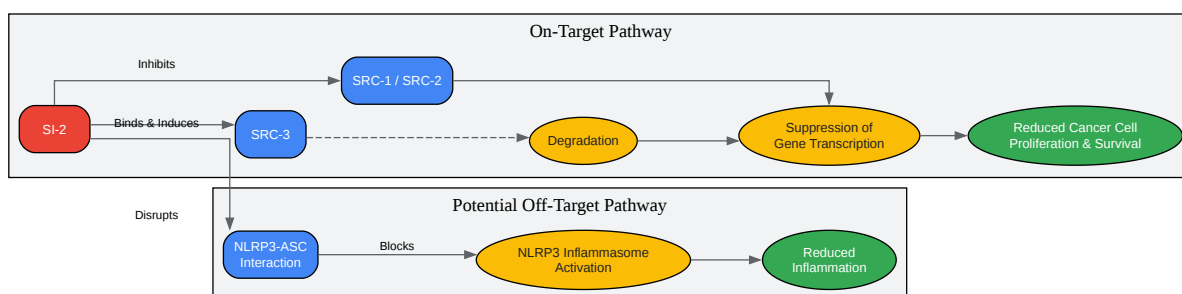 On-Target Pathway
Inhibits
SRC-1 / SRC-2
SI-2
Binds & Induces
SRC-3
Degradation
Suppression of
Gene Transcription
Reduced Cancer Cell
Proliferation & Survival
Disrupts
Potential Off-Target Pathway
NLRP3-ASC
Interaction
Blocks
NLRP3 Inflammasome
Activation
Reduced
Inflammation